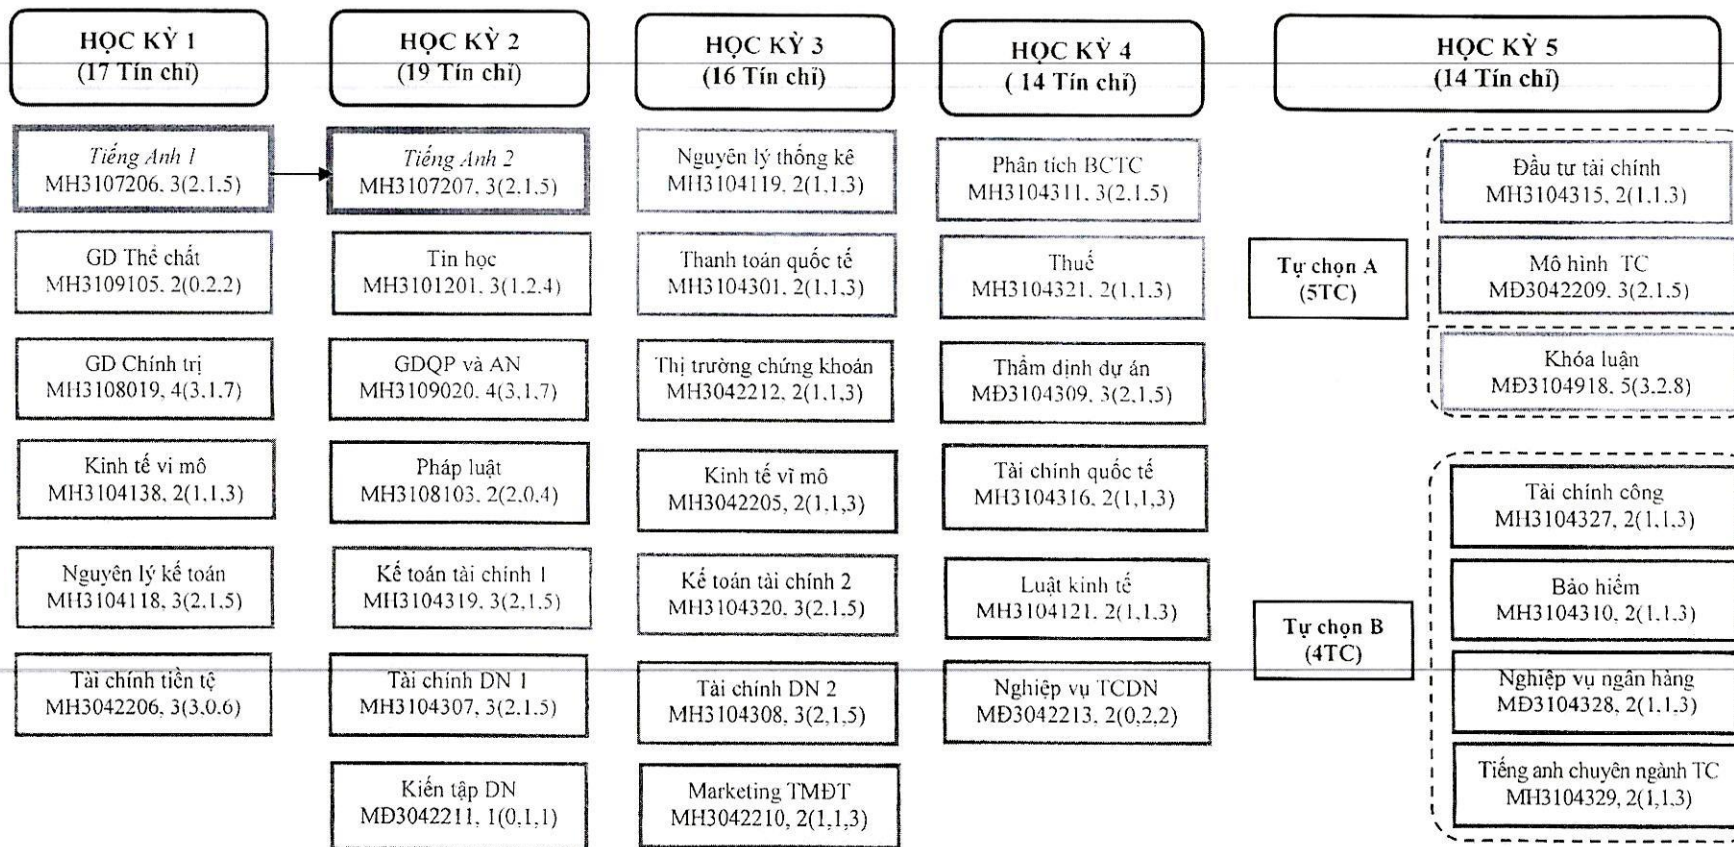 HỌC KỲ 1
(17 Tín chỉ)
Tiếng Anh 1
MH3107206, 3(2,1,5)
GD Thể chất
MH3109105, 2(0,2,2)
GD Chính trị
MH3108019, 4(3,1,7)
Kinh tế vi mô
MH3104138, 2(1,1,3)
Nguyên lý kế toán
MH3104118, 3(2,1,5)
Tài chính tiền tệ
MH3042206, 3(3,0,6)
HỌC KỲ 2
(19 Tín chỉ)
Tiếng Anh 2
MH3107207, 3(2,1,5)
Tin học
MH3101201, 3(1,2,4)
GDQP và AN
MH3109020, 4(3,1,7)
Pháp luật
MH3108103, 2(2,0,4)
Kế toán tài chính 1
MH3104319, 3(2,1,5)
Tài chính DN 1
MH3104307, 3(2,1,5)
Kiến tập DN
MĐ3042211, 1(0,1,1)
HỌC KỲ 3
(16 Tín chỉ)
Nguyên lý thống kê
MH3104119, 2(1,1,3)
Thanh toán quốc tế
MH3104301, 2(1,1,3)
Thị trường chứng khoán
MH3042212, 2(1,1,3)
Kinh tế vĩ mô
MH3042205, 2(1,1,3)
Kế toán tài chính 2
MH3104320, 3(2,1,5)
Tài chính DN 2
MH3104308, 3(2,1,5)
Marketing TMĐT
MH3042210, 2(1,1,3)
HỌC KỲ 4
( 14 Tín chỉ)
Phân tích BCTC
MH3104311, 3(2,1,5)
Thuế
MH3104321, 2(1,1,3)
Thẩm định dự án
MĐ3104309, 3(2,1,5)
Tài chính quốc tế
MH3104316, 2(1,1,3)
Luật kinh tế
MH3104121, 2(1,1,3)
Nghiệp vụ TCDN
MĐ3042213, 2(0,2,2)
HỌC KỲ 5
(14 Tín chỉ)
Tự chọn A
(5TC)
Đầu tư tài chính
MH3104315, 2(1,1,3)
Mô hình TC
MĐ3042209, 3(2,1,5)
Khóa luận
MĐ3104918, 5(3,2,8)
Tự chọn B
(4TC)
Tài chính công
MH3104327, 2(1,1,3)
Bảo hiểm
MH3104310, 2(1,1,3)
Nghiệp vụ ngân hàng
MĐ3104328, 2(1,1,3)
Tiếng anh chuyên ngành TC
MH3104329, 2(1,1,3)